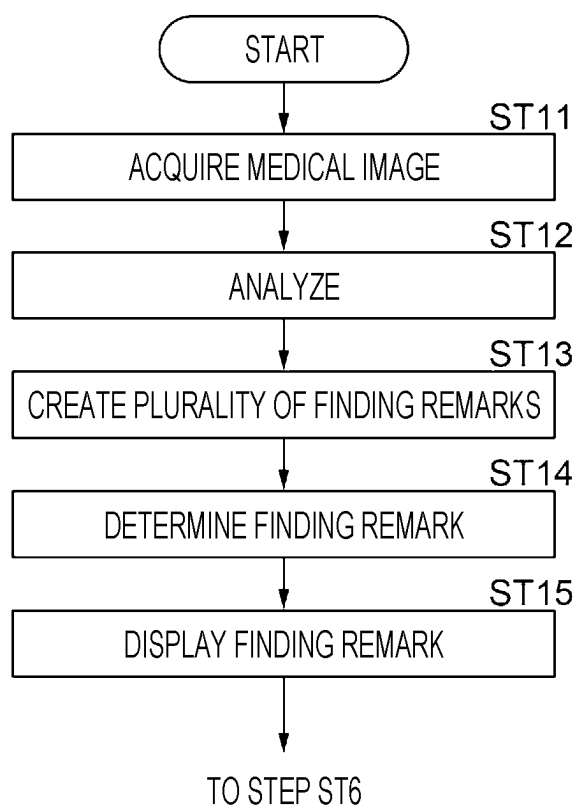 START
ST11
ACQUIRE MEDICAL IMAGE
ST12
ANALYZE
ST13
CREATE PLURALITY OF FINDING REMARKS
ST14
DETERMINE FINDING REMARK
ST15
DISPLAY FINDING REMARK
TO STEP ST6